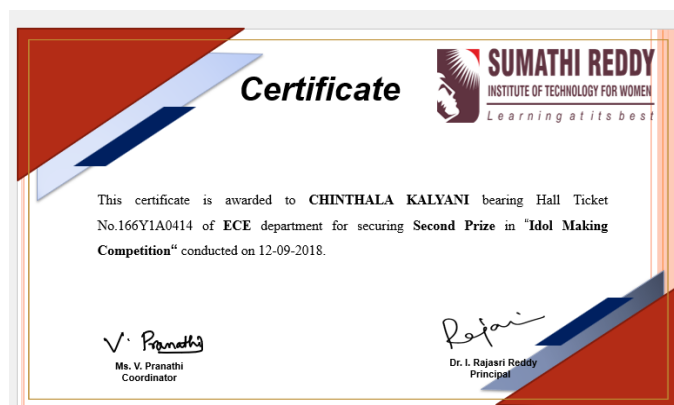 Certificate
SUMATHI REDDY
INSTITUTE OF TECHNOLOGY FOR WOMEN
Learning at its best
This certificate is awarded to CHINTHALA KALYANI bearing Hall Ticket
No.166Y1A0414 of ECE department for securing Second Prize in "Idol Making
Competition“ conducted on 12-09-2018.
V. Pranathi
Rajasri
Ms. V. Pranathi
Coordinator
Dr. I. Rajasri Reddy
Principal